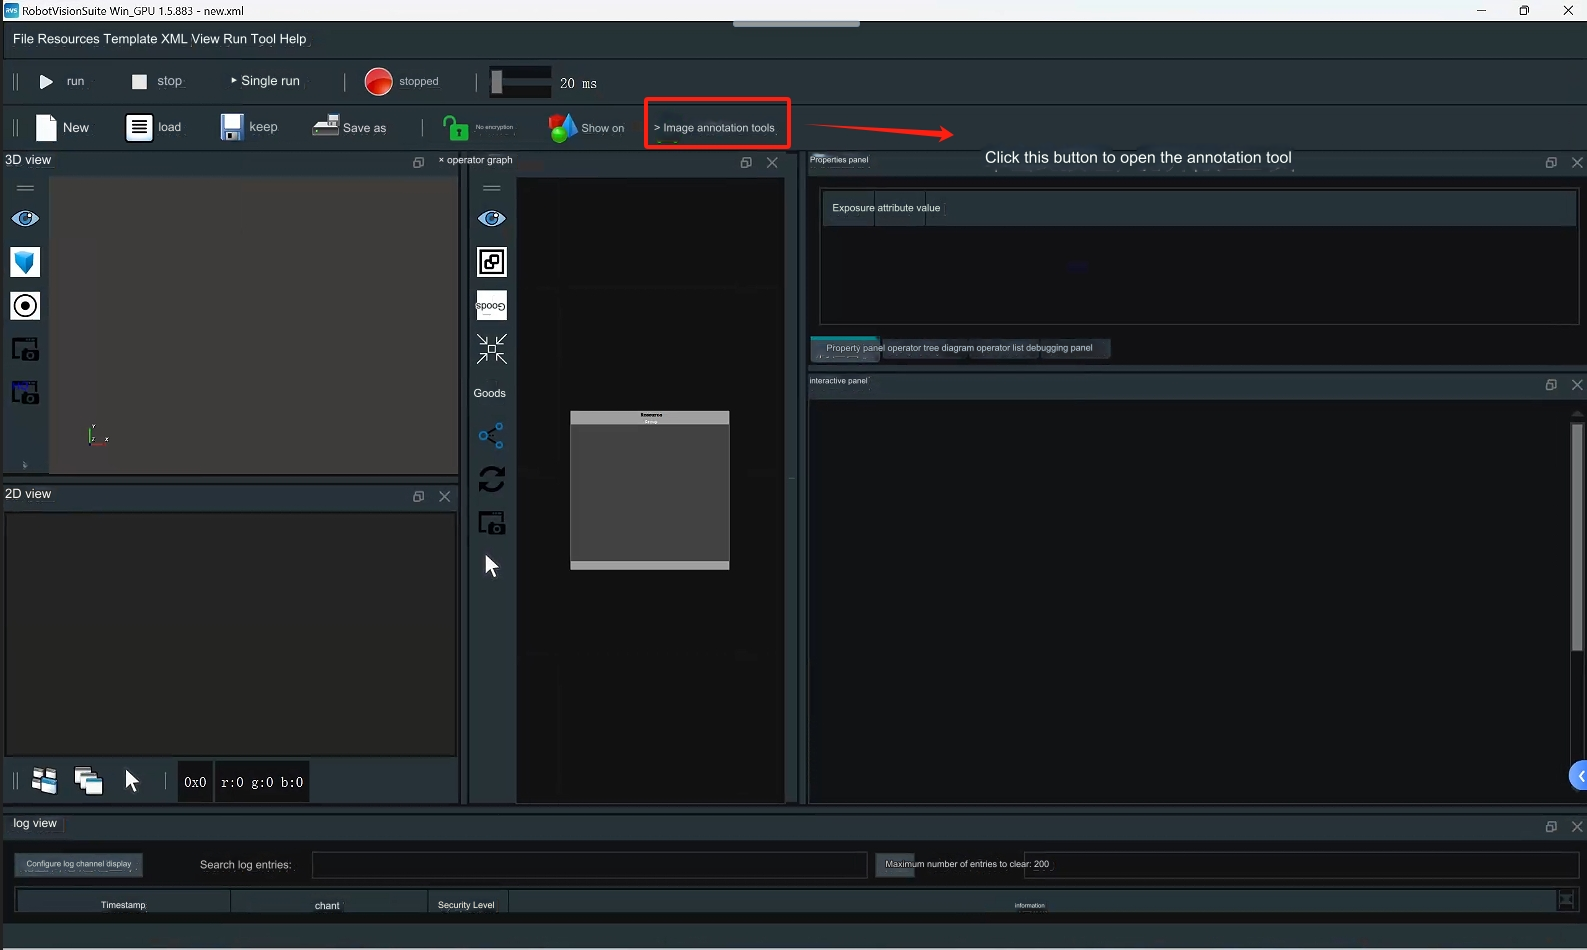 RVS RobotVisionSuite Win_GPU 1.5.883 - new.xml
File Resources Template XML View Run Tool Help
run stop Single run stopped 20 ms
New load keep Save as No encryption Show on > Image annotation tools
Click this button to open the annotation tool
3D view
× operator graph
Properties panel
Exposure attribute value
Goods
Goods
Property panel operator tree diagram operator list debugging panel
interactive panel
Resource
Group
Y
Z X
2D view
0x0 r:0 g:0 b:0
log view
Configure log channel display Search log entries: Maximum number of entries to clear: 200
Timestamp chant Security Level information